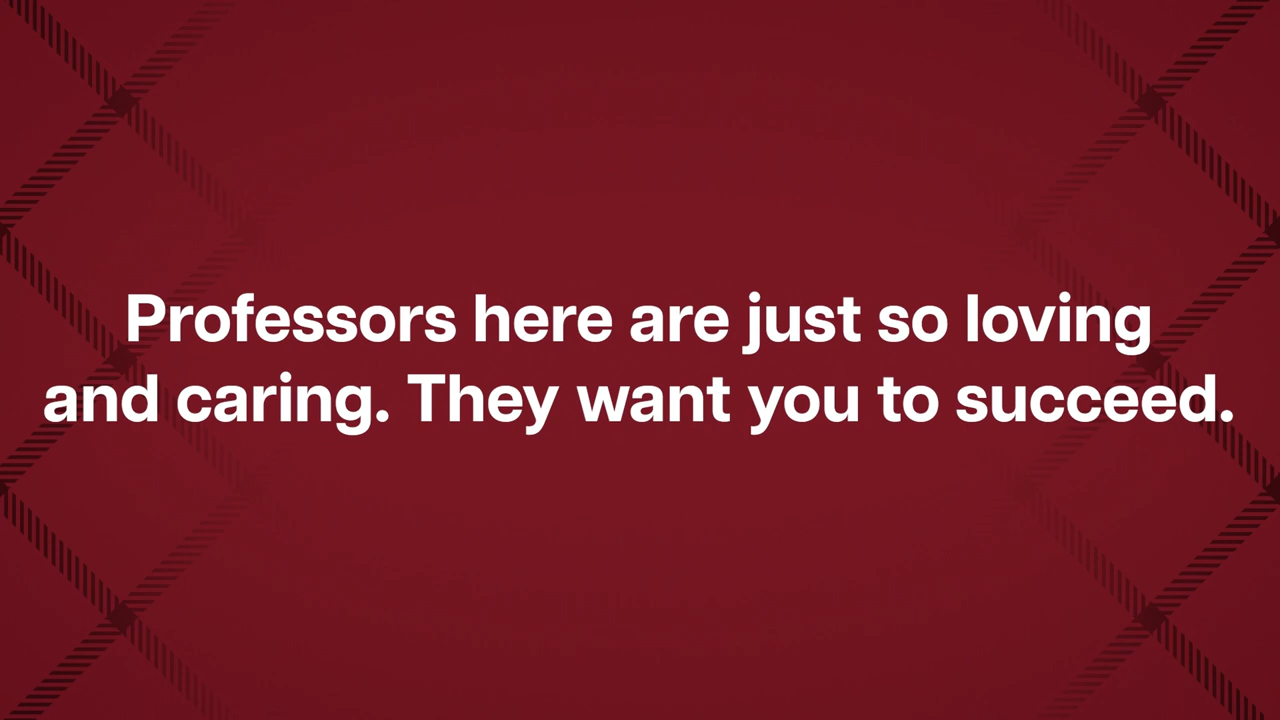 Professors here are just so loving
and caring. They want you to succeed.